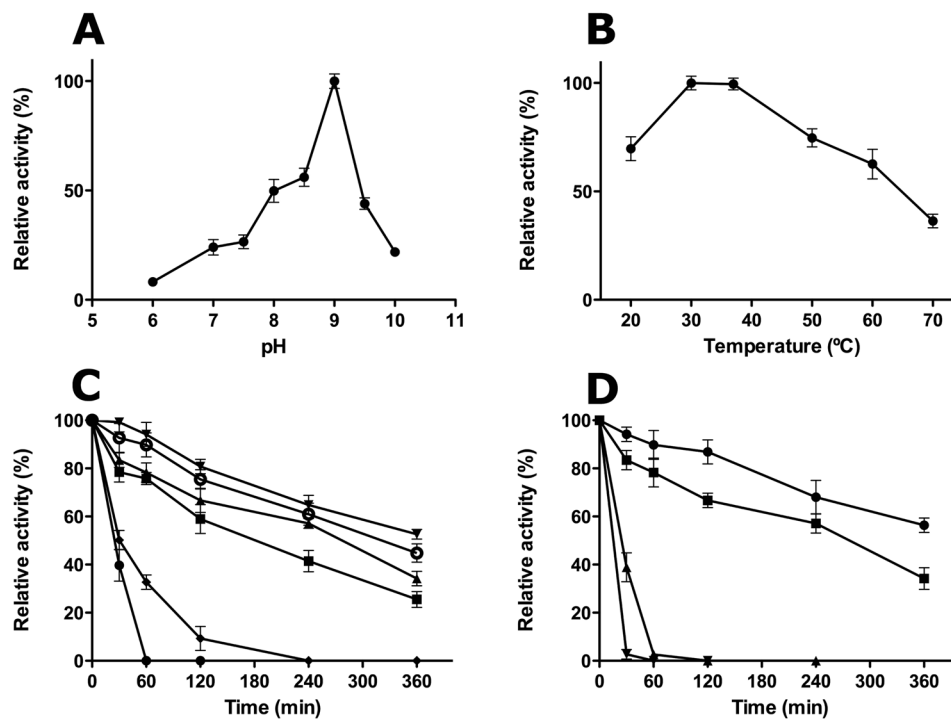 A
Relative activity (%)
100
50
0
5 6 7 8 9 10 11
pH
B
Relative activity (%)
100
50
0
20 30 40 50 60 70
Temperature (ºC)
C
Relative activity (%)
100
80
60
40
20
0
0 60 120 180 240 300 360
Time (min)
D
Relative activity (%)
100
80
60
40
20
0
0 60 120 180 240 300 360
Time (min)